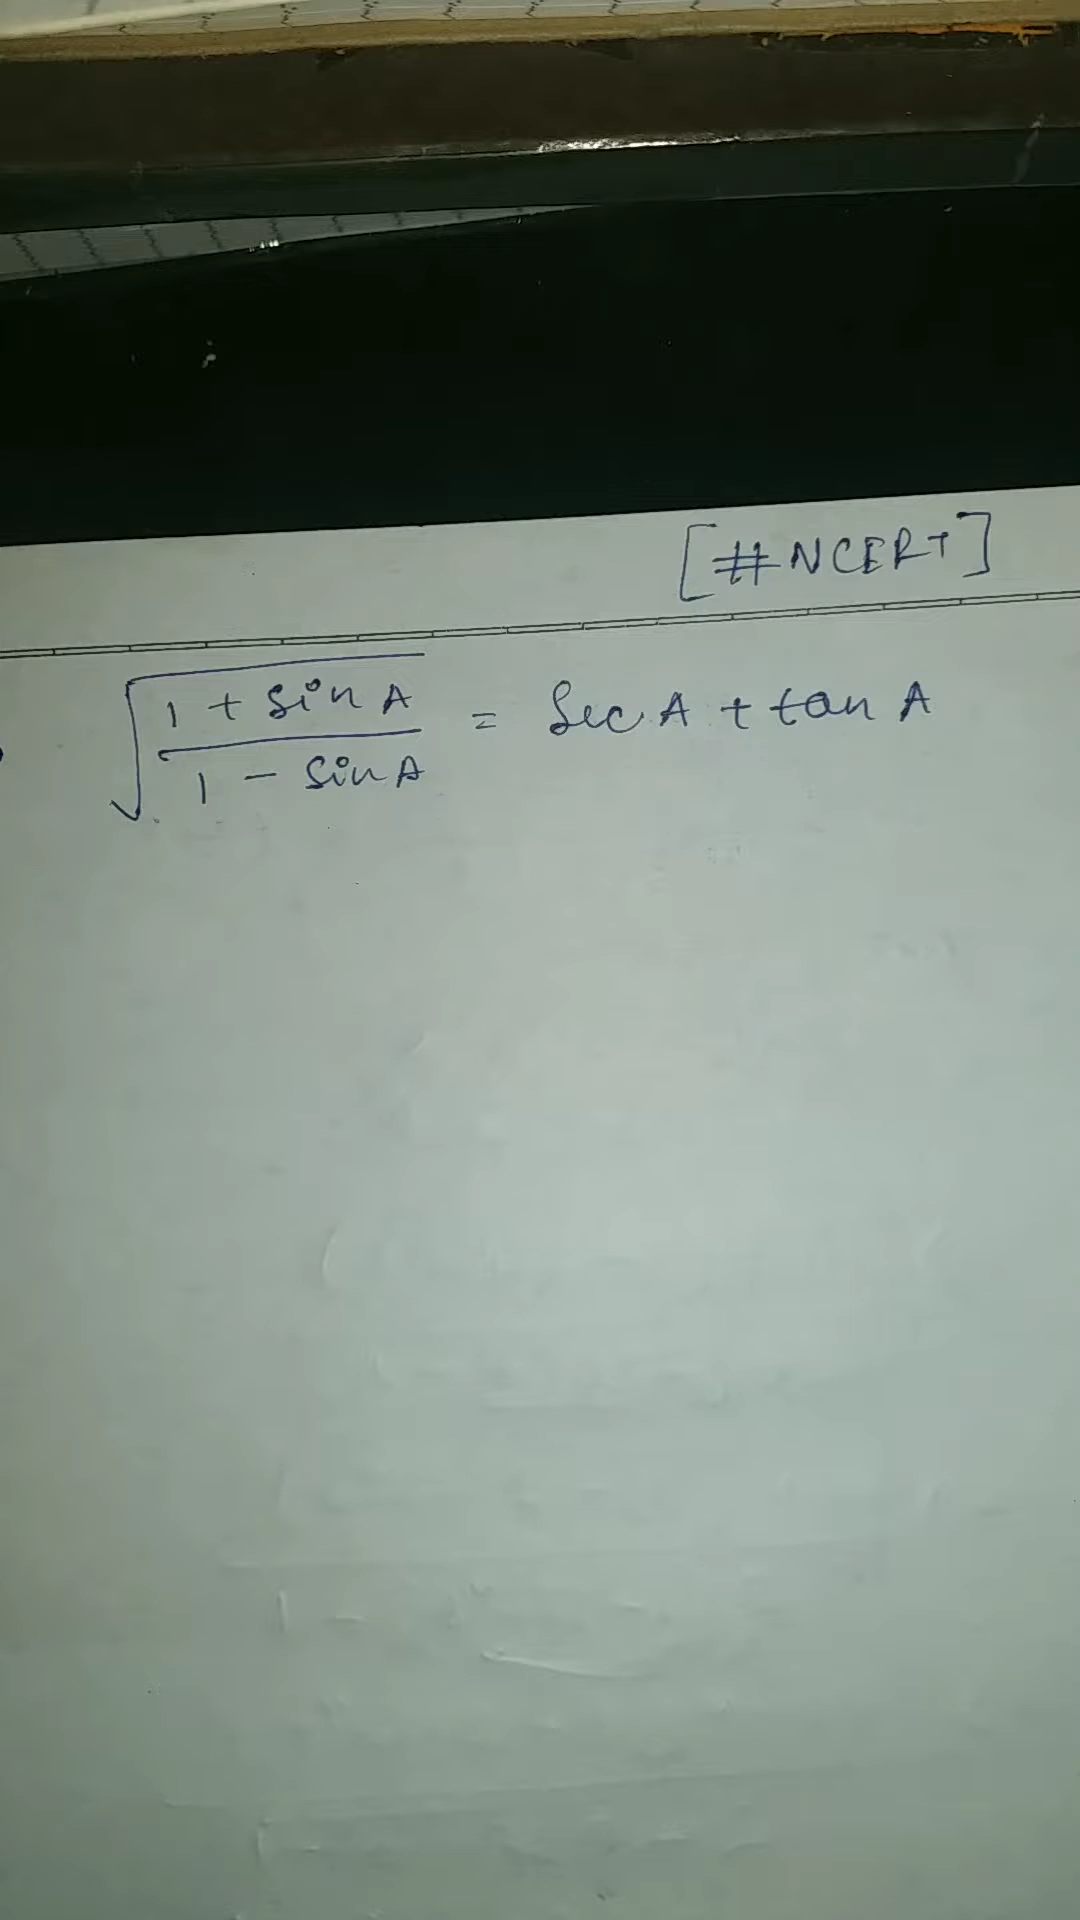 [#NCERT]
√(1 + sin A / 1 - sin A) = Sec A + tan A